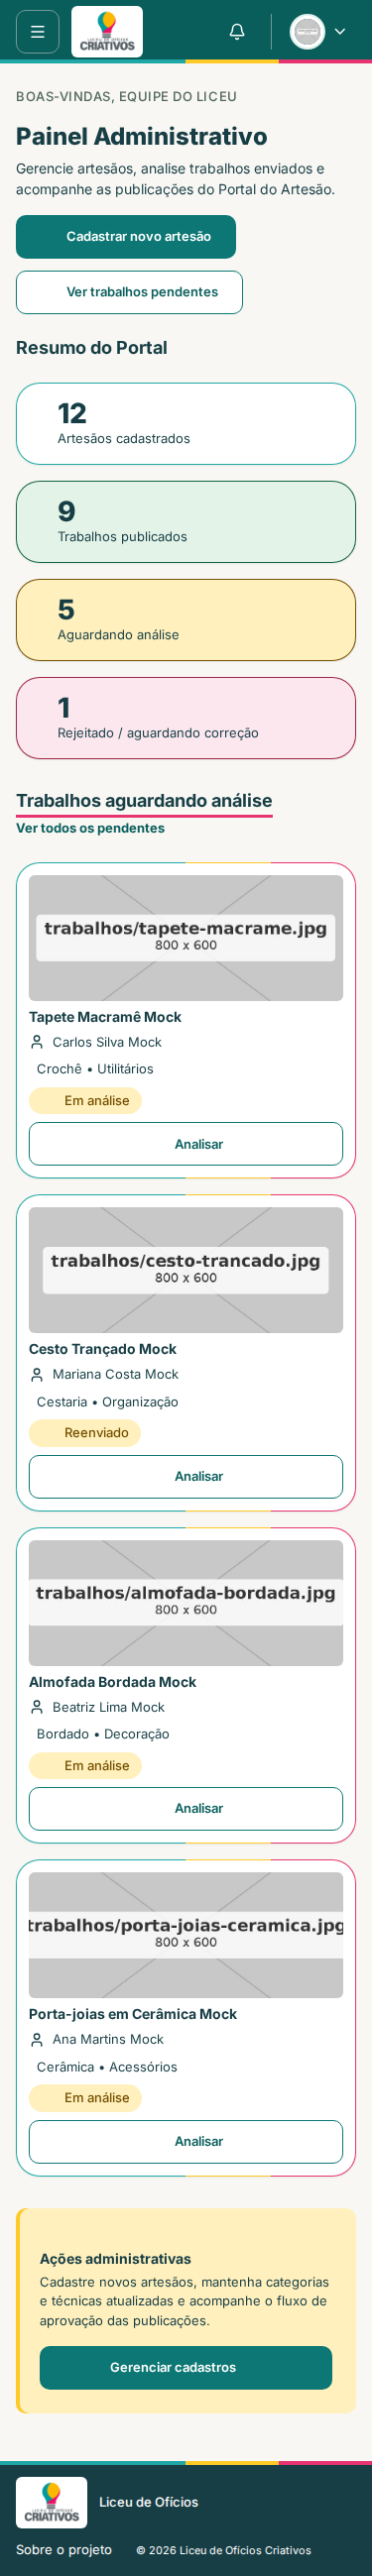 LICEU DE OFÍCIOS
CRIATIVOS
BOAS-VINDAS, EQUIPE DO LICEU
Painel Administrativo
Gerencie artesãos, analise trabalhos enviados e
acompanhe as publicações do Portal do Artesão.
Cadastrar novo artesão
Ver trabalhos pendentes
Resumo do Portal
12
Artesãos cadastrados
9
Trabalhos publicados
5
Aguardando análise
1
Rejeitado / aguardando correção
Trabalhos aguardando análise
Ver todos os pendentes
trabalhos/tapete-macrame.jpg
800 x 600
Tapete Macramê Mock
Carlos Silva Mock
Crochê • Utilitários
Em análise
Analisar
trabalhos/cesto-trancado.jpg
800 x 600
Cesto Trançado Mock
Mariana Costa Mock
Cestaria • Organização
Reenviado
Analisar
trabalhos/almofada-bordada.jpg
800 x 600
Almofada Bordada Mock
Beatriz Lima Mock
Bordado • Decoração
Em análise
Analisar
trabalhos/porta-joias-ceramica.jpg
800 x 600
Porta-joias em Cerâmica Mock
Ana Martins Mock
Cerâmica • Acessórios
Em análise
Analisar
Ações administrativas
Cadastre novos artesãos, mantenha categorias
e técnicas atualizadas e acompanhe o fluxo de
aprovação das publicações.
Gerenciar cadastros
LICEU DE OFÍCIOS
CRIATIVOS
Liceu de Ofícios
Sobre o projeto
© 2026 Liceu de Ofícios Criativos